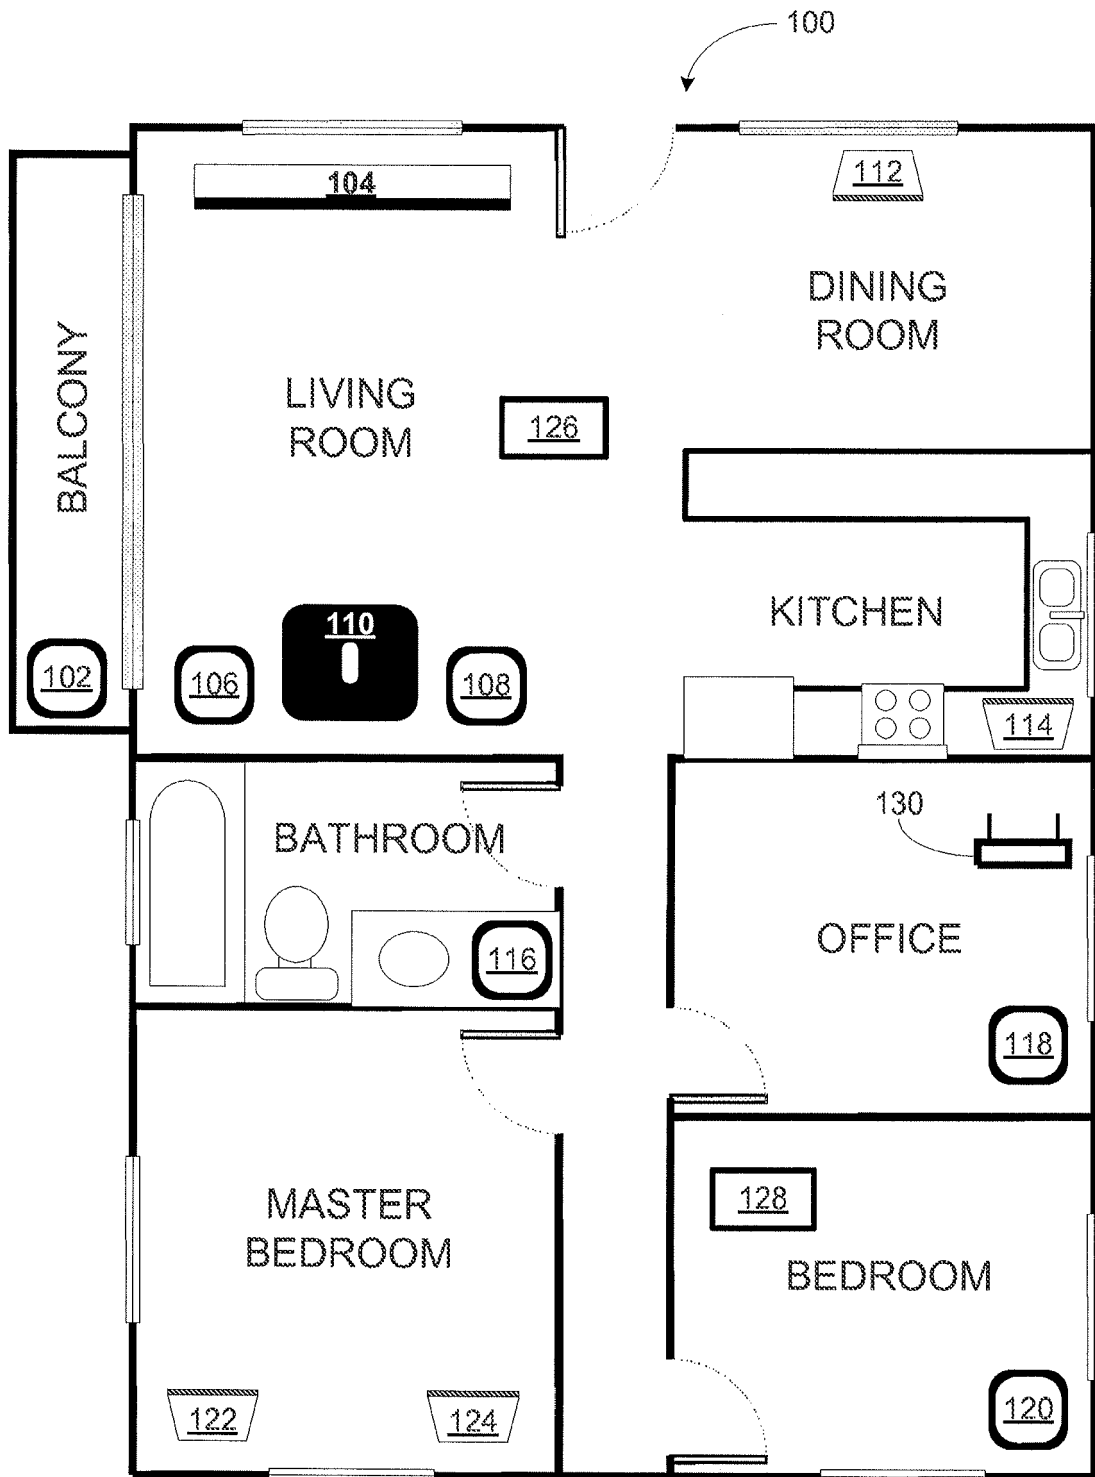 100
104
112
DINING
ROOM
BALCONY
LIVING
ROOM
126
KITCHEN
110
102
106
108
114
130
BATHROOM
OFFICE
116
118
MASTER
BEDROOM
128
BEDROOM
122
124
120